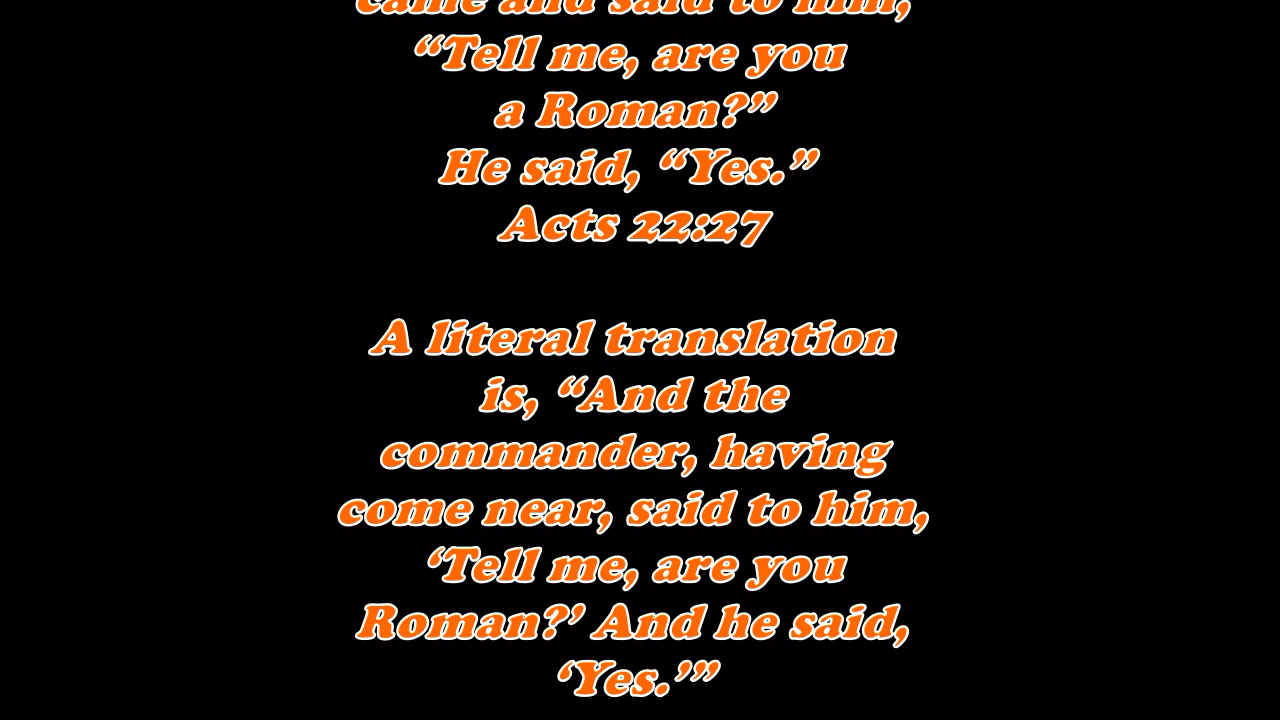 came and said to him,
“Tell me, are you
a Roman?”
He said, “Yes.”
Acts 22:27
A literal translation
is, “And the
commander, having
come near, said to him,
‘Tell me, are you
Roman?’ And he said,
‘Yes.’”